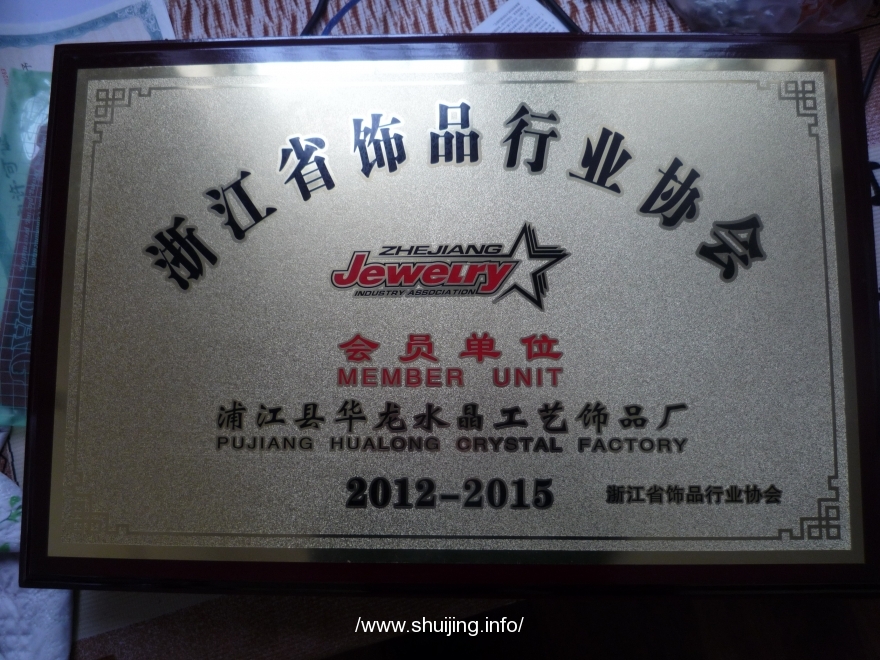 浙江省饰品行业协会
ZHEJIANG
Jewelry
INDUSTRY ASSOCIATION
会员单位
MEMBER UNIT
浦江县华龙水晶工艺饰品厂
PUJIANG HUALONG CRYSTAL FACTORY
2012-2015
浙江省饰品行业协会
/www.shuijing.info/